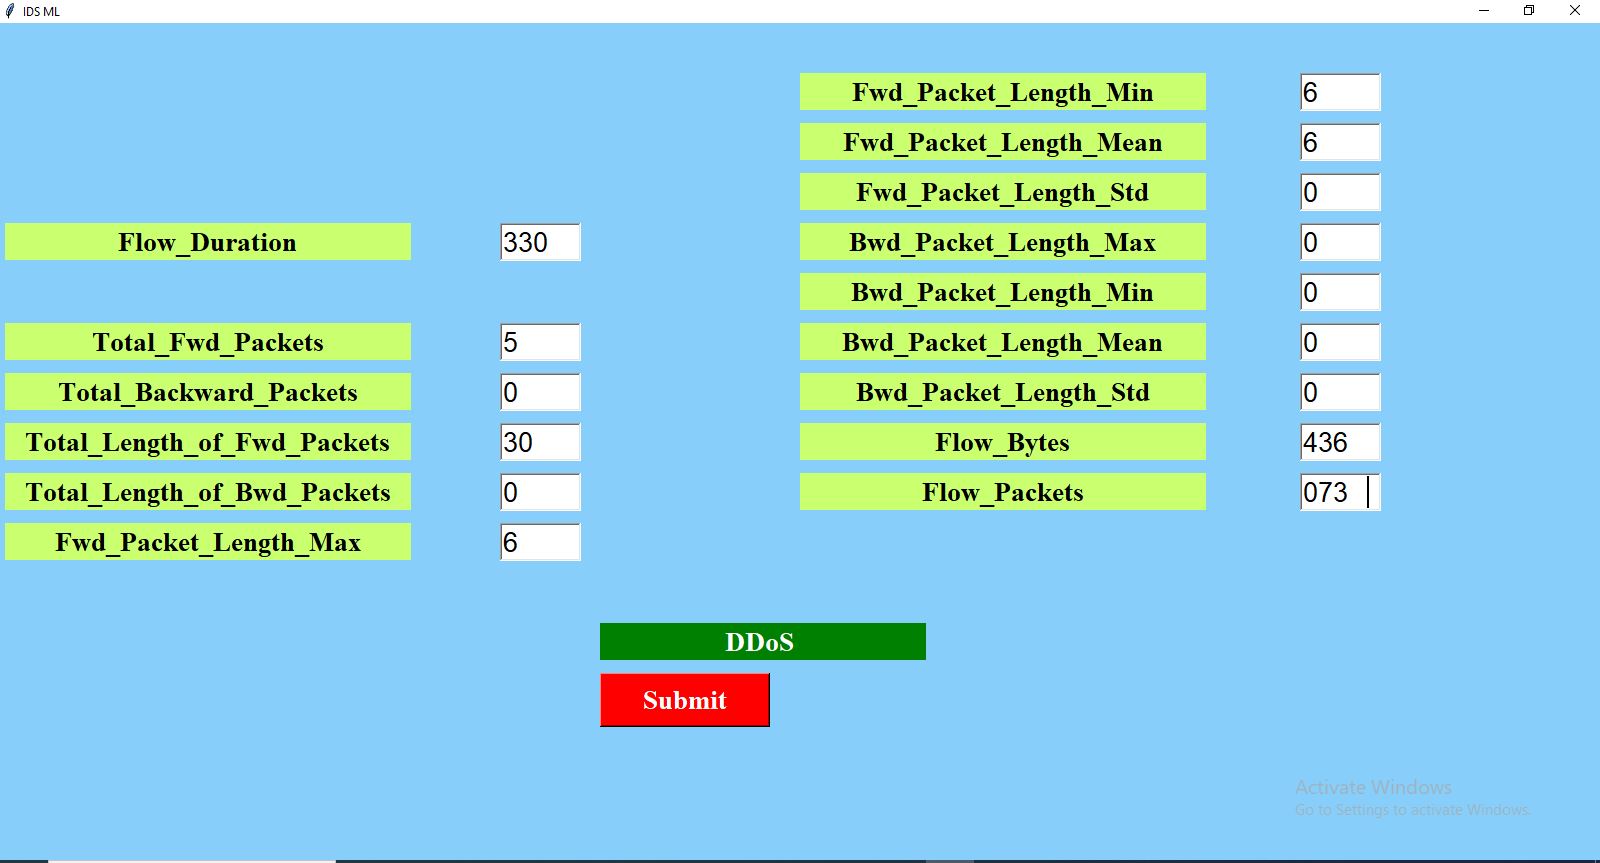 IDS ML
Flow_Duration 330
Total_Fwd_Packets 5
Total_Backward_Packets 0
Total_Length_of_Fwd_Packets 30
Total_Length_of_Bwd_Packets 0
Fwd_Packet_Length_Max 6
Fwd_Packet_Length_Min 6
Fwd_Packet_Length_Mean 6
Fwd_Packet_Length_Std 0
Bwd_Packet_Length_Max 0
Bwd_Packet_Length_Min 0
Bwd_Packet_Length_Mean 0
Bwd_Packet_Length_Std 0
Flow_Bytes 436
Flow_Packets 073
DDoS
Submit
Activate Windows
Go to Settings to activate Windows.